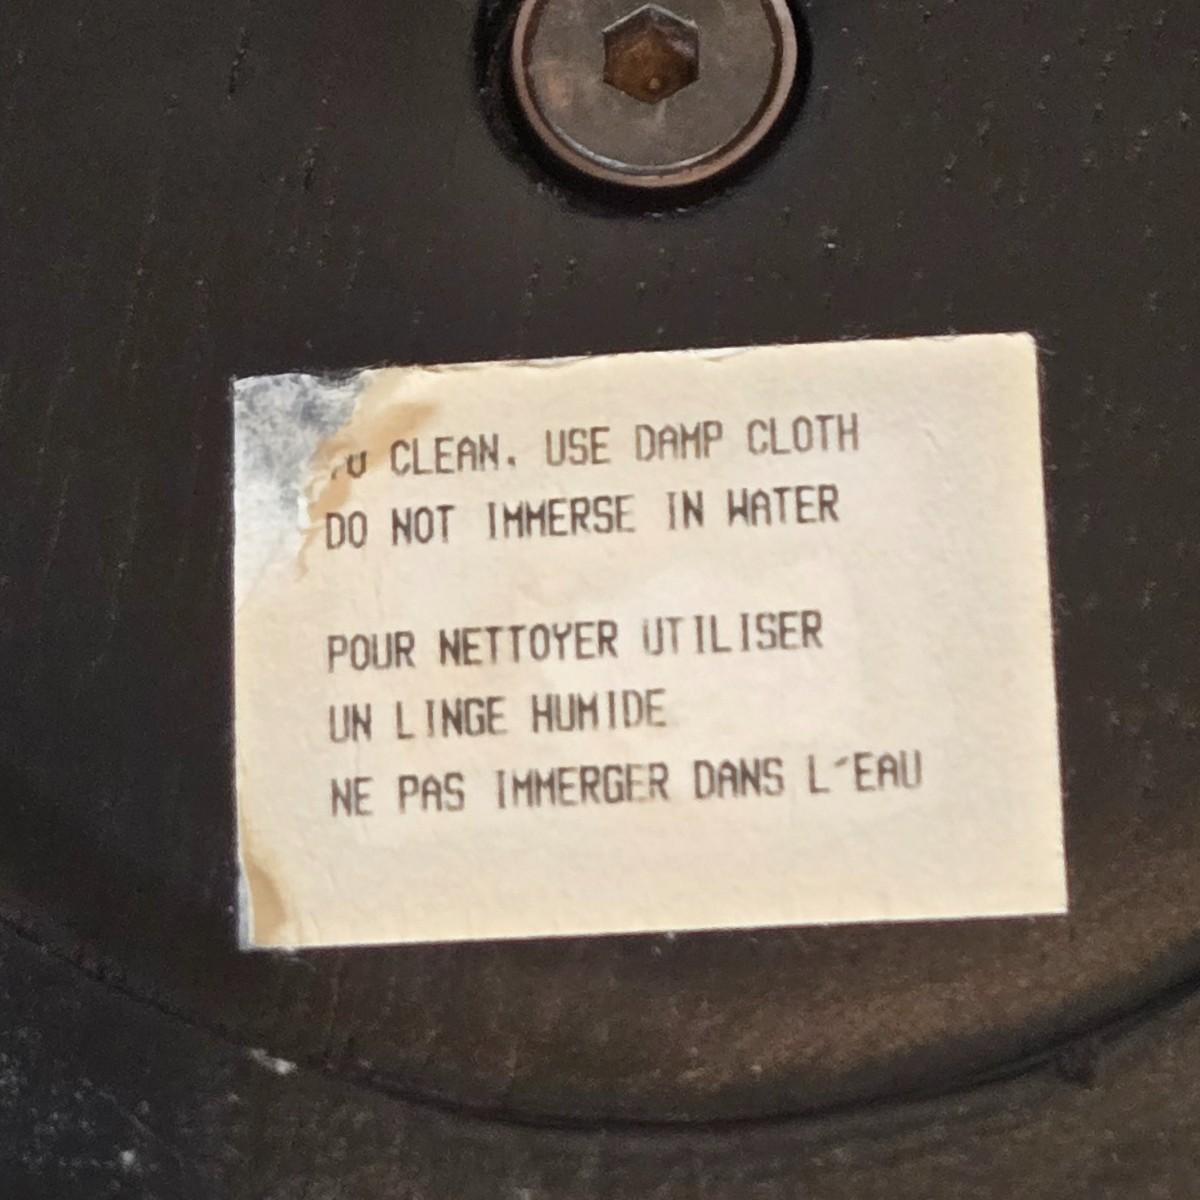 TO CLEAN. USE DAMP CLOTH
DO NOT IMMERSE IN WATER
POUR NETTOYER UTILISER
UN LINGE HUMIDE
NE PAS IMMERGER DANS L'EAU